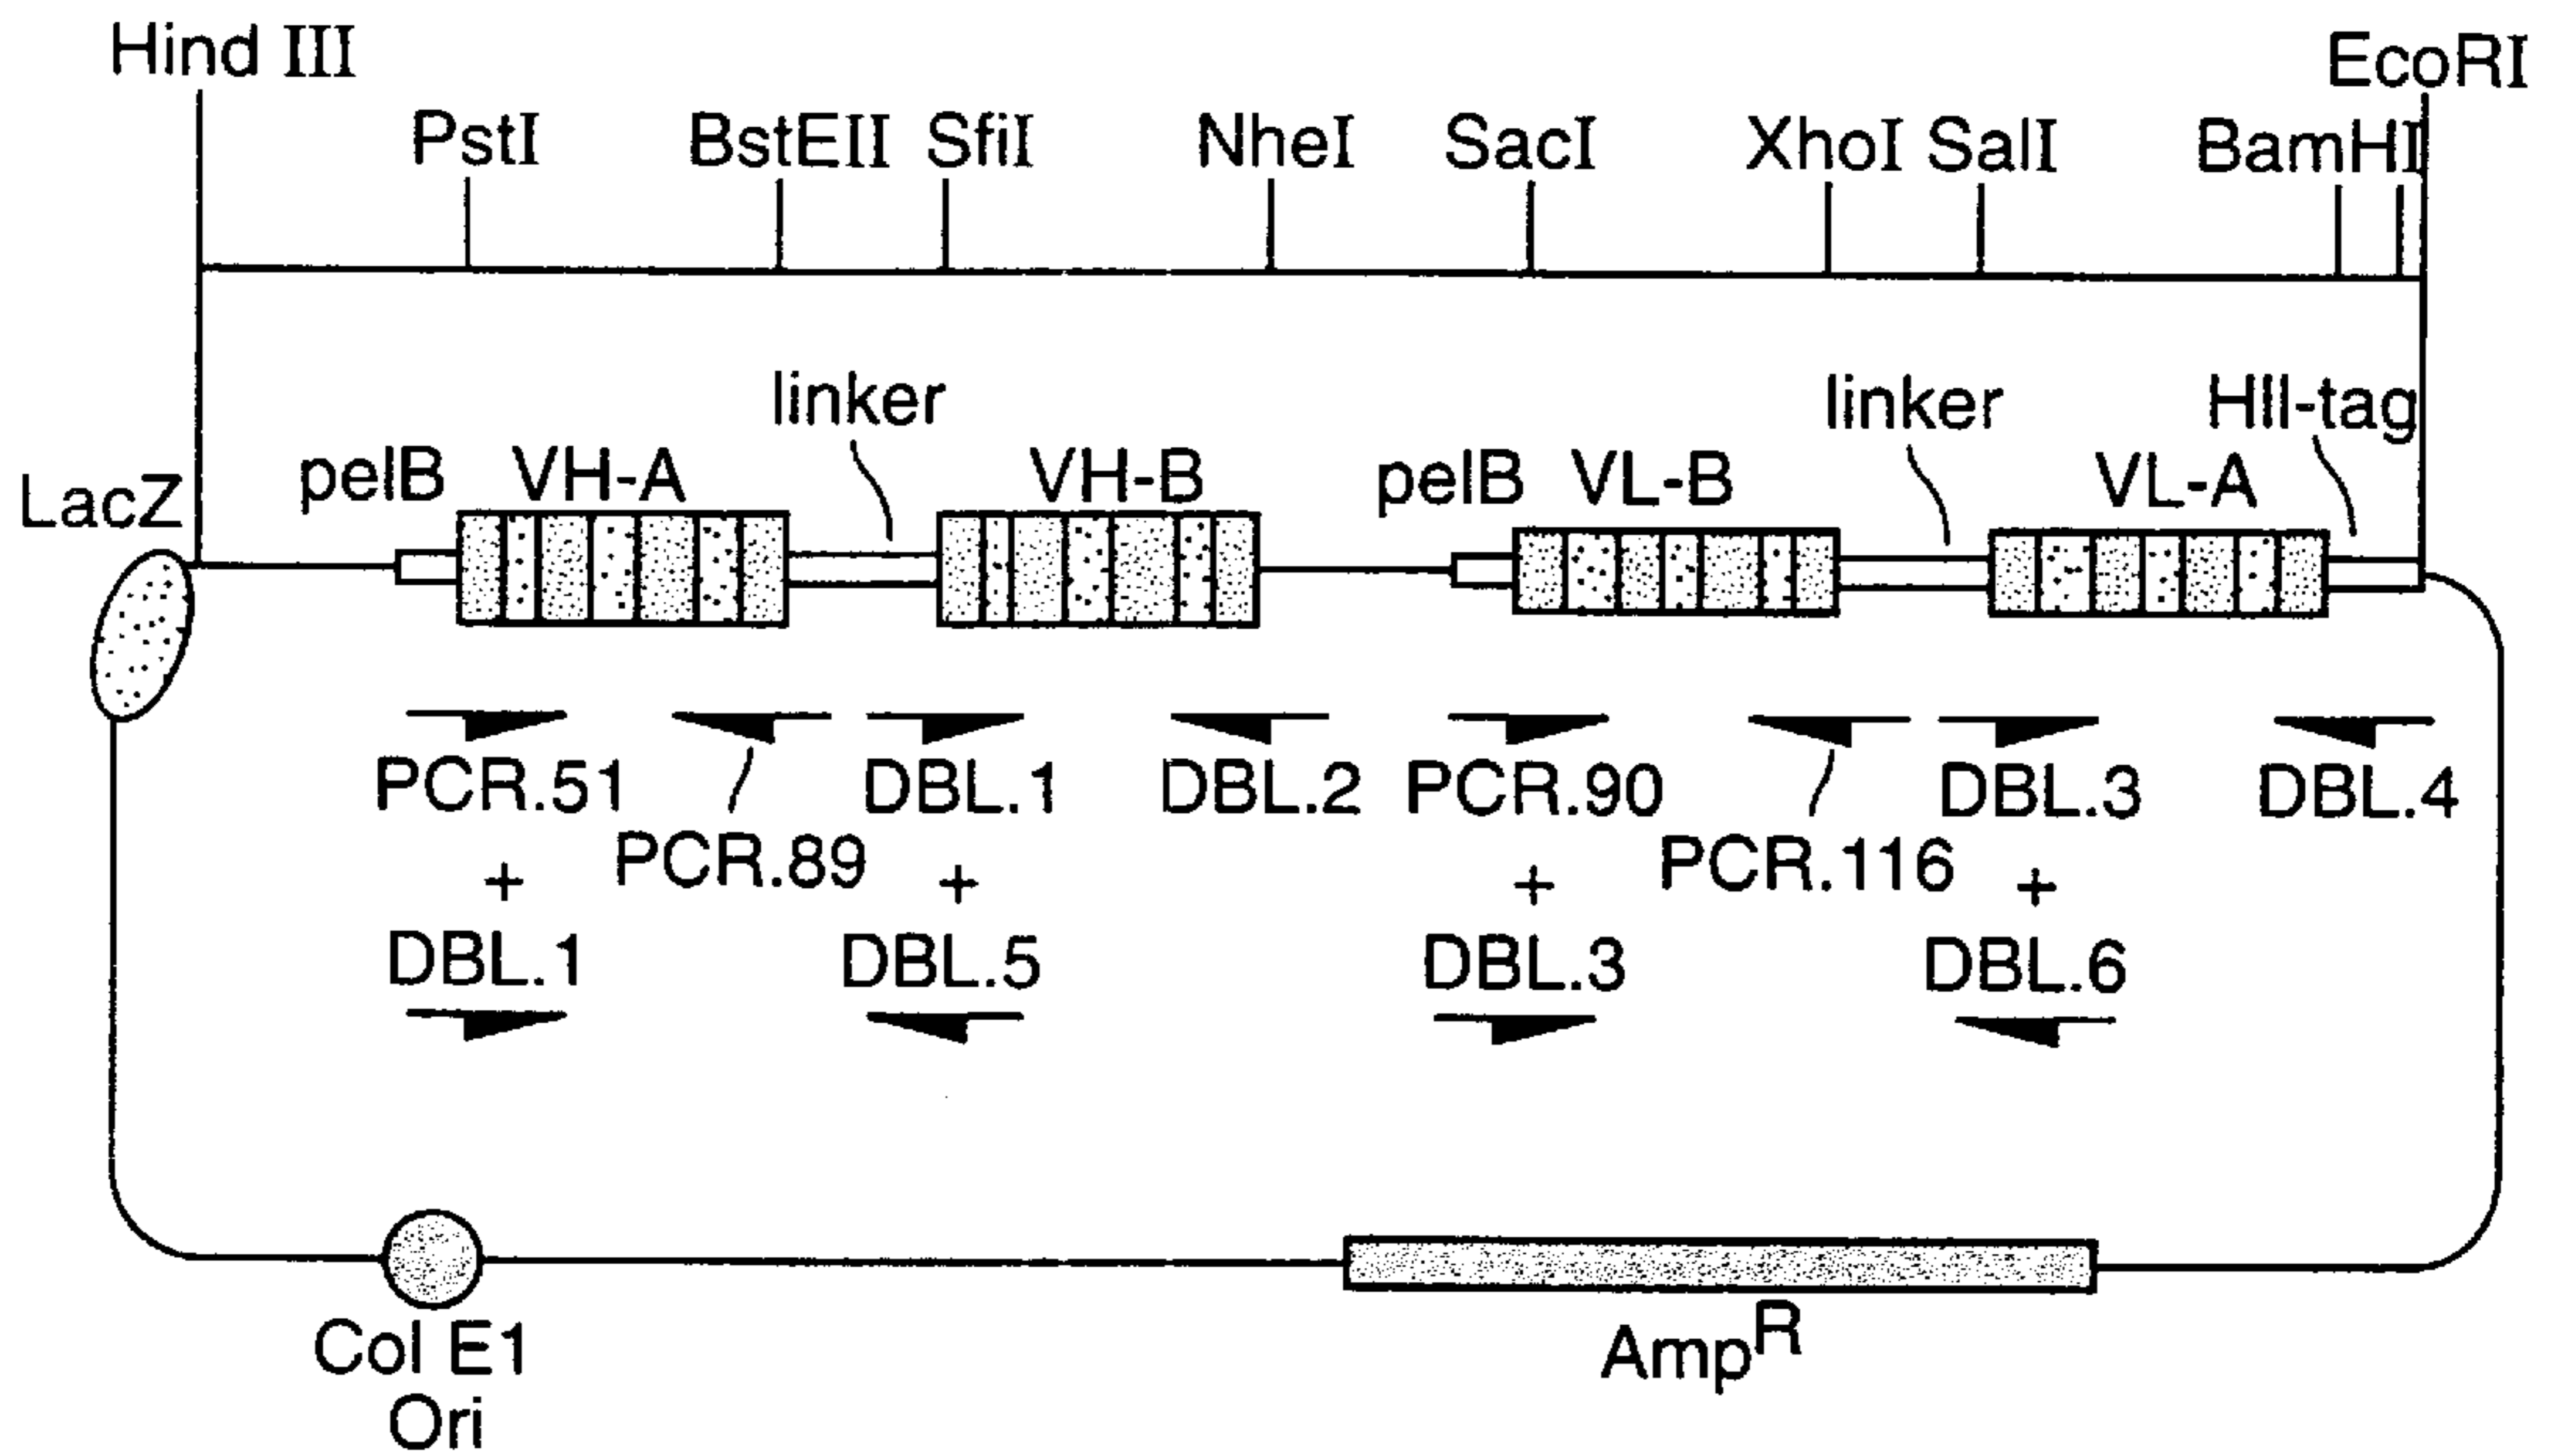 Hind III
EcoRI
PstI BstEII SfiI NheI SacI XhoI SalI BamHI
linker linker HII-tag
pelB VH-A VH-B pelB VL-B VL-A
LacZ
PCR.51 DBL.1 DBL.2 PCR.90 DBL.3 DBL.4
PCR.89 PCR.116
+ + + +
DBL.1 DBL.5 DBL.3 DBL.6
Col E1
Ori
Amp^R